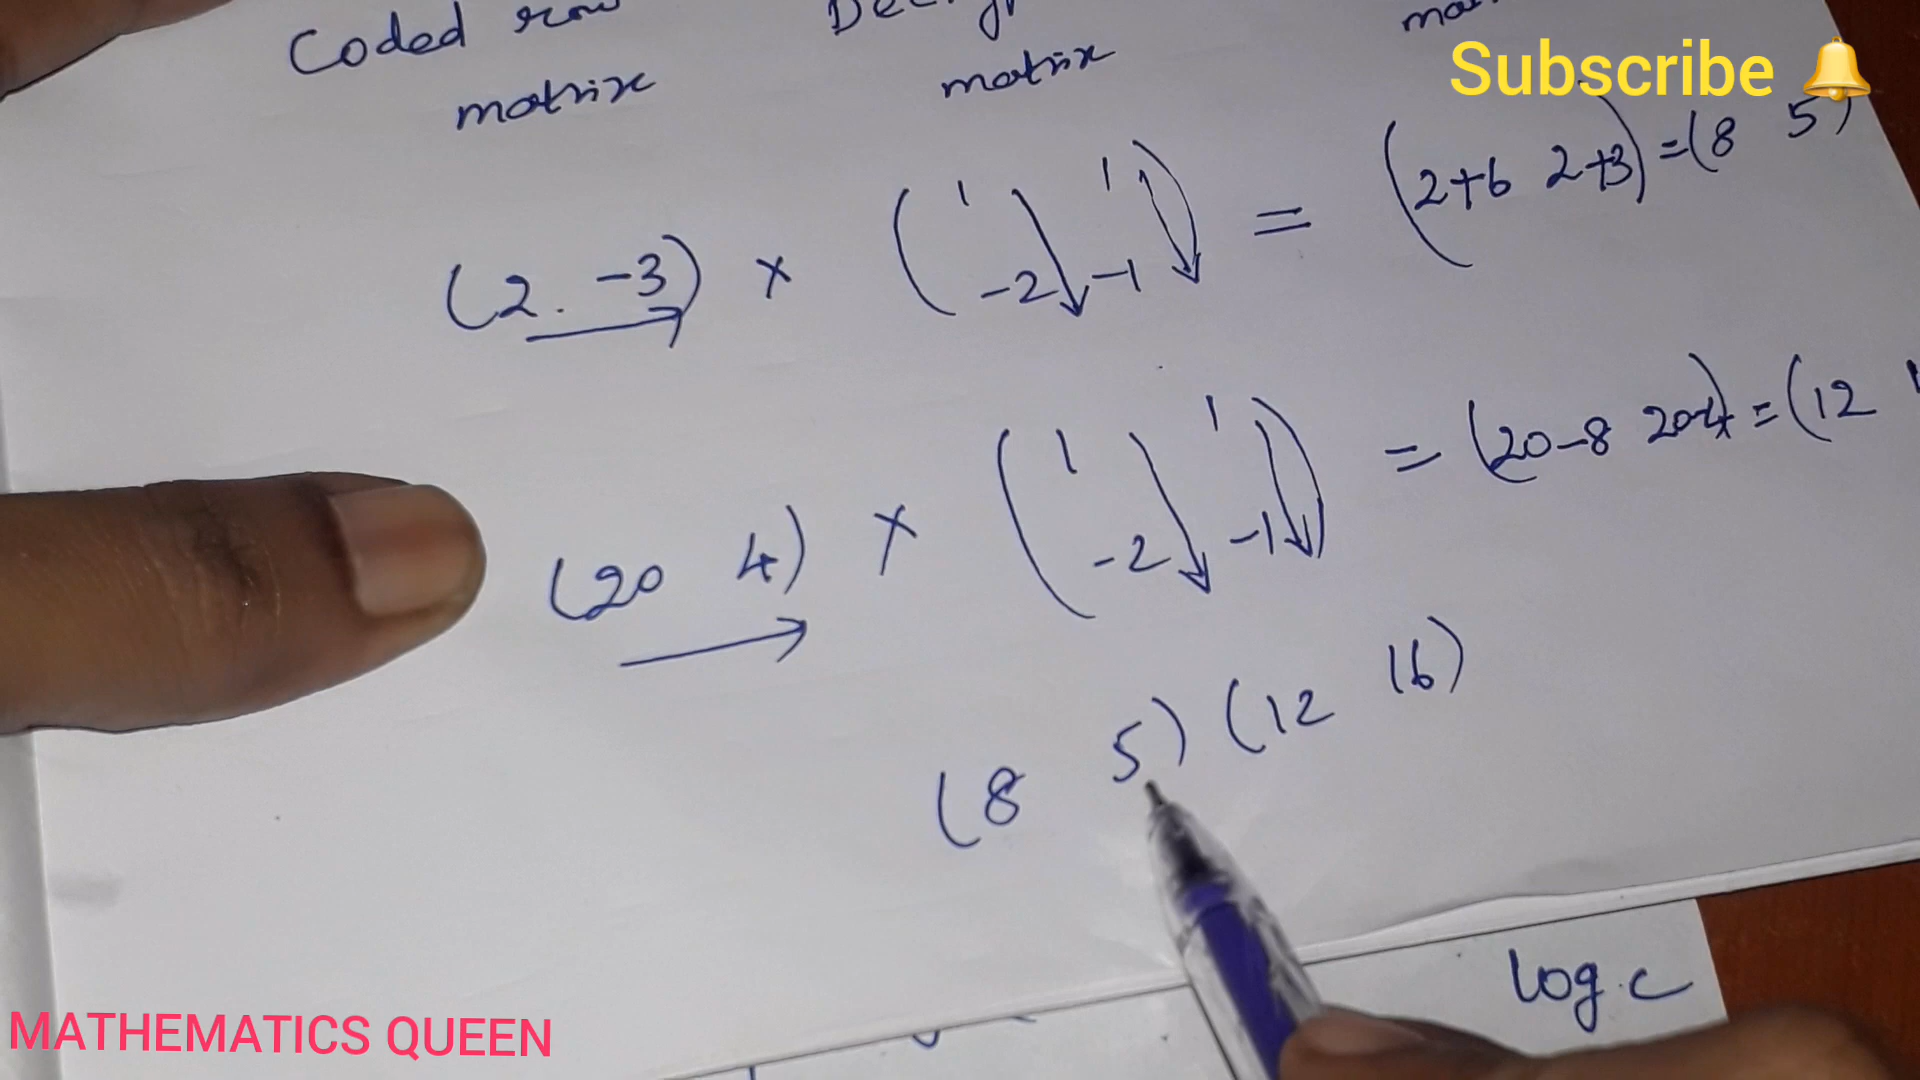 Coded row
matrix
matrix
Subscribe 🔔
(2. -3) × ( 1 1 -2 -1 ) = (2+6 2+3) = (8 5)
(20 4) × ( 1 1 -2 -1 ) = (20-8 20-4) = (12
(8 5) (12 16)
log.c
MATHEMATICS QUEEN